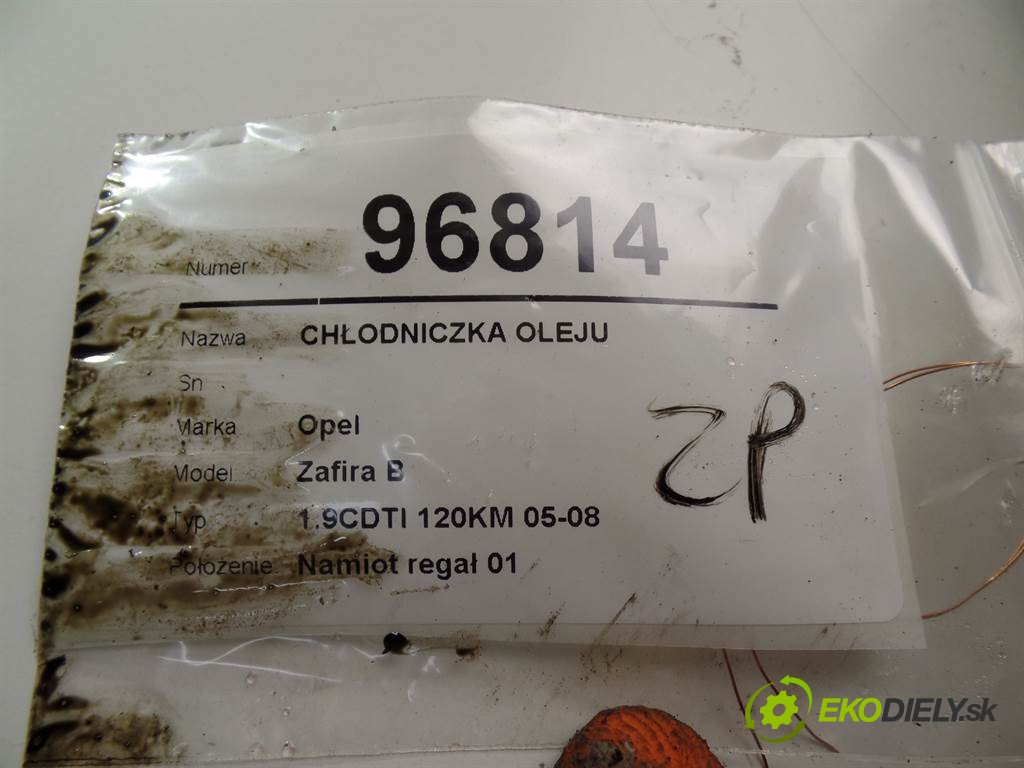 Numer 96814
Nazwa CHŁODNICZKA OLEJU
Sn
Marka Opel
Model Zafira B
Typ 1.9CDTI 120KM 05-08
Położenie Namiot regał 01
ZP
EKODIELY.sk